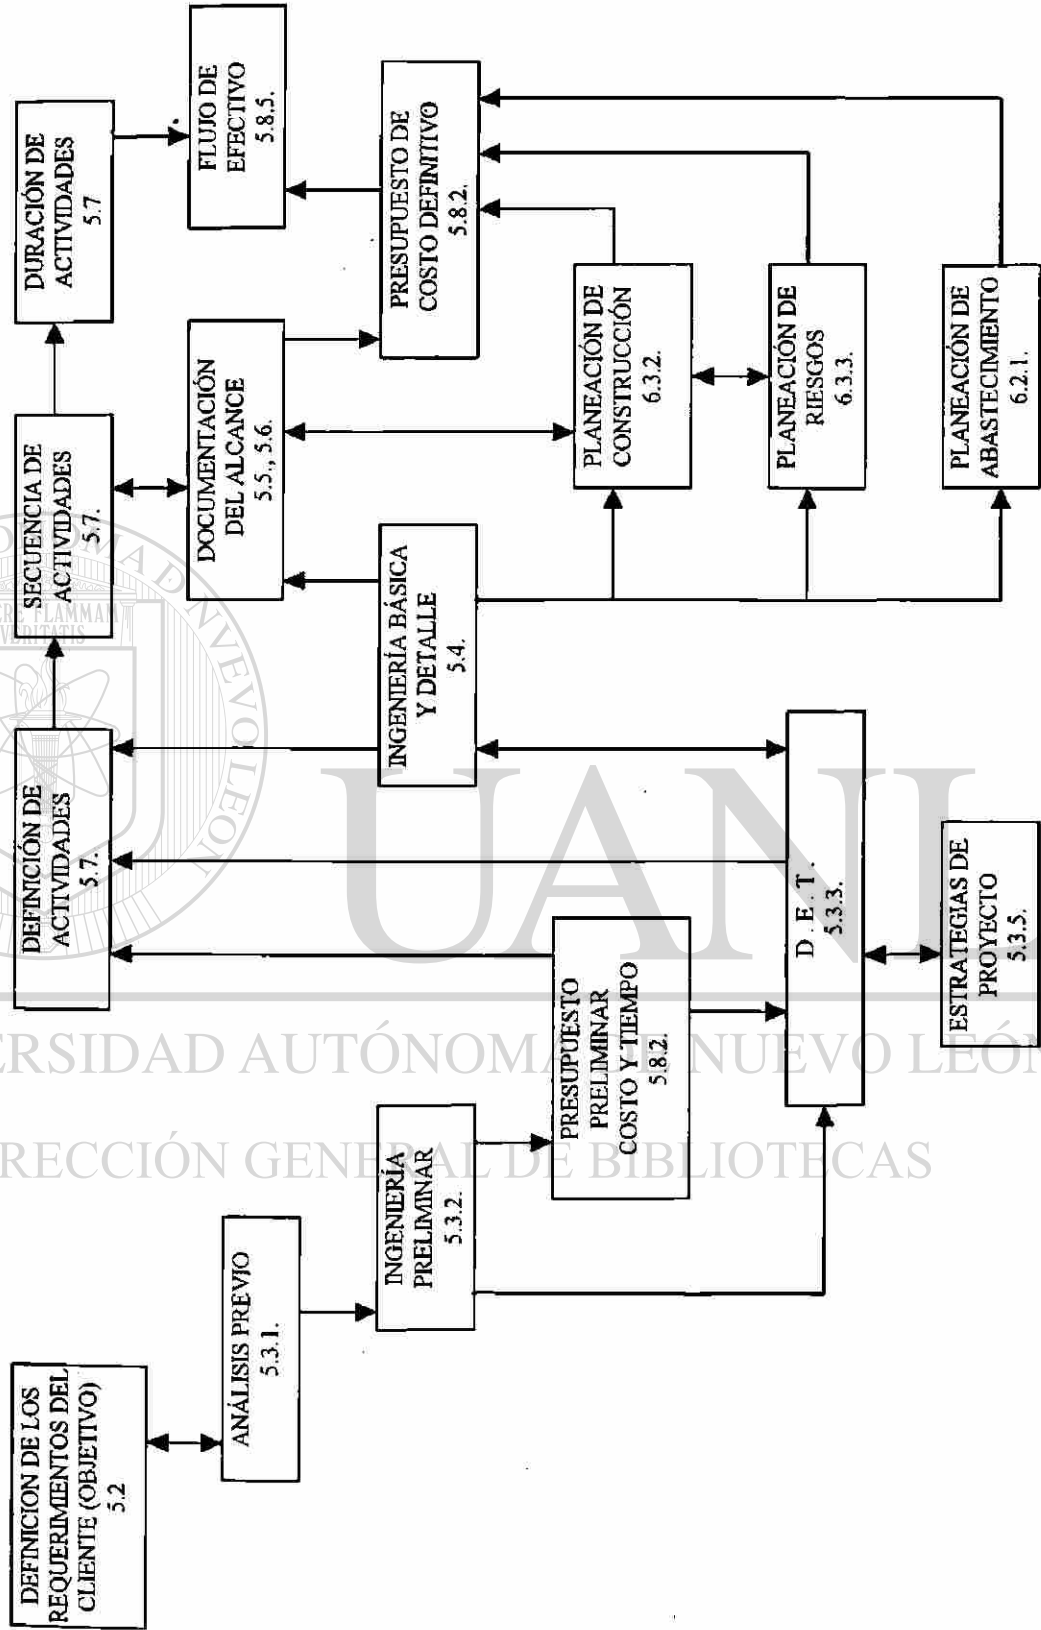 DEFINICION DE LOS
REQUERIMIENTOS DEL
CLIENTE (OBJETIVO)
5.2
ANÁLISIS PREVIO
5.3.1.
INGENIERÍA
PRELIMINAR
5.3.2.
PRESUPUESTO
PRELIMINAR
COSTO Y TIEMPO
5.8.2.
D . E . T .
5.3.3.
ESTRATEGIAS DE
PROYECTO
5.3.5.
DEFINICIÓN DE
ACTIVIDADES
5.7.
INGENIERÍA BÁSICA
Y DETALLE
5.4.
SECUENCIA DE
ACTIVIDADES
5.7.
DOCUMENTACIÓN
DEL ALCANCE
5.5., 5.6.
PLANEACIÓN DE
CONSTRUCCIÓN
6.3.2.
PLANEACIÓN DE
RIESGOS
6.3.3.
PLANEACIÓN DE
ABASTECIMIENTO
6.2.1.
DURACIÓN DE
ACTIVIDADES
5.7
FLUJO DE
EFECTIVO
5.8.5.
PRESUPUESTO DE
COSTO DEFINITIVO
5.8.2.
UANL
ERSIDAD AUTÓNOMA DE NUEVO LEÓN
RECCIÓN GENERAL DE BIBLIOTECAS
ERE FLAMMAM
VERITATIS